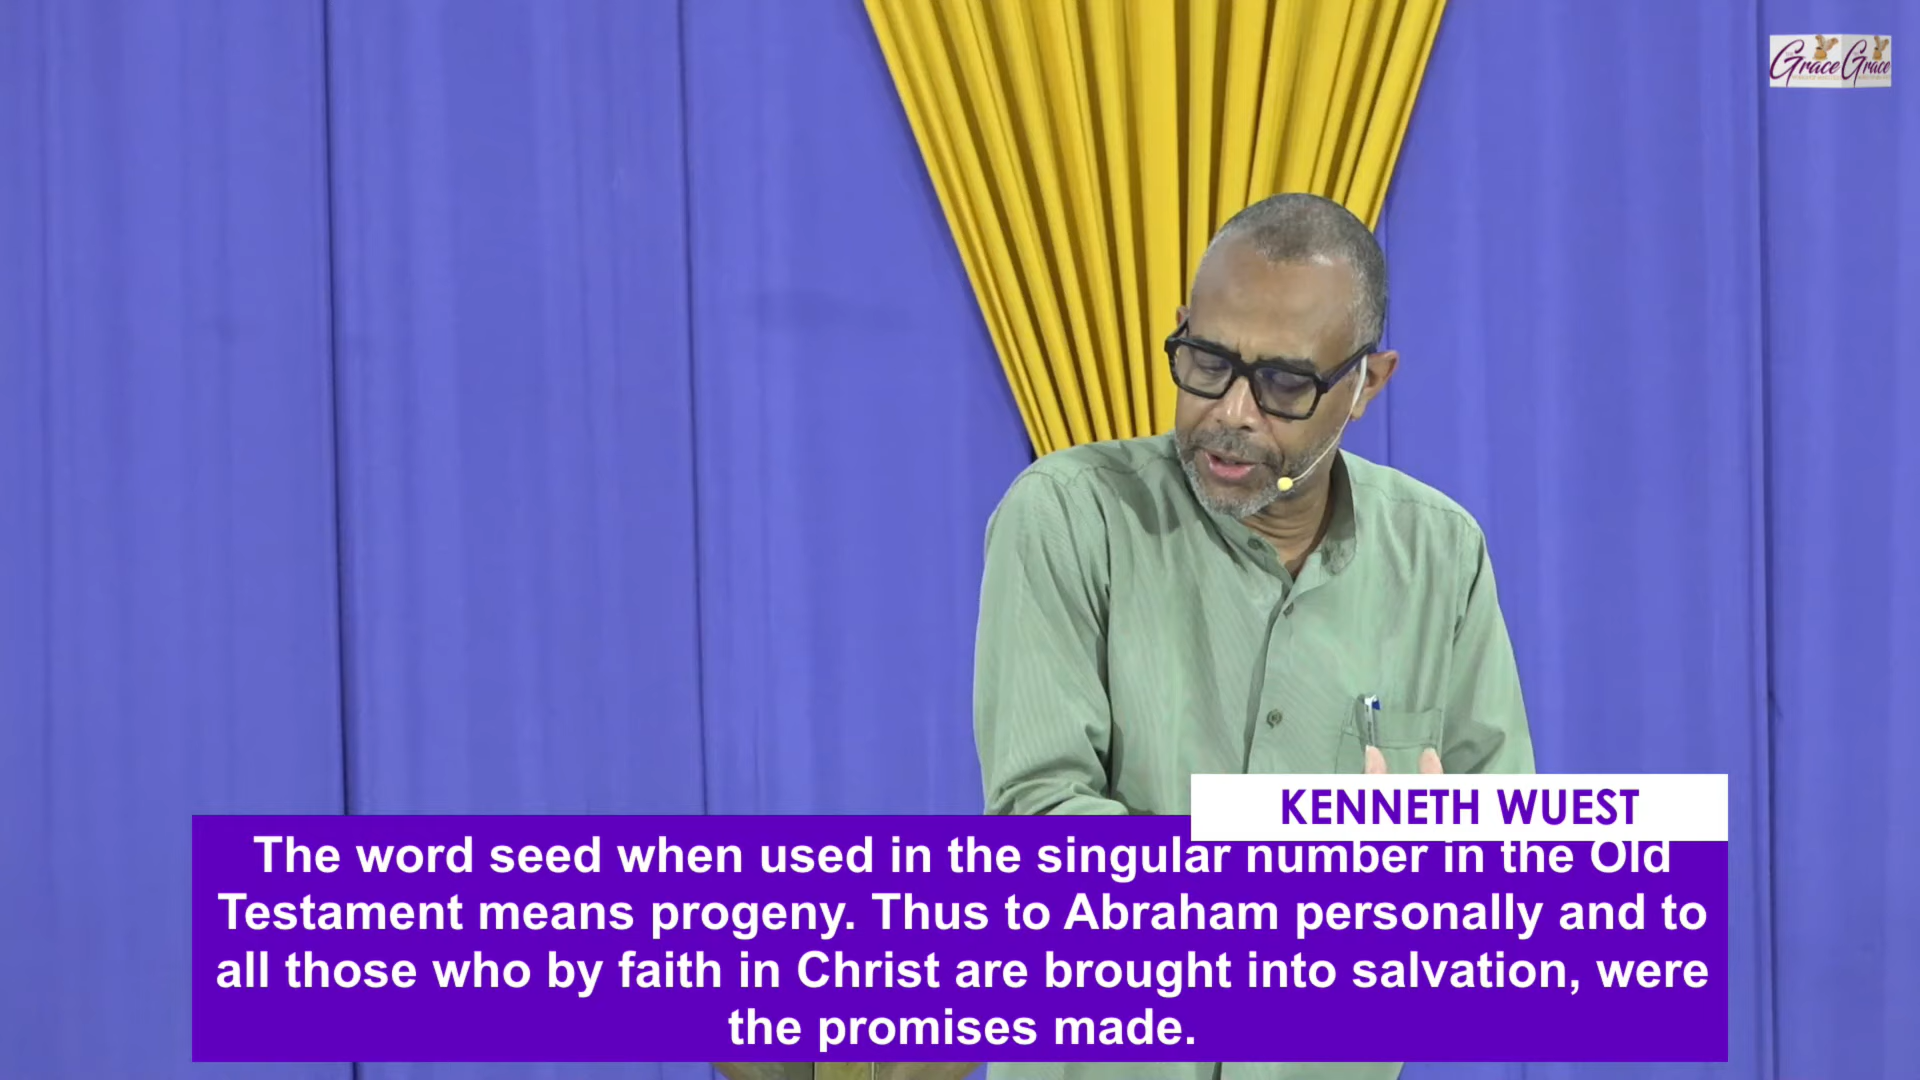 Grace Grace
KENNETH WUEST
The word seed when used in the singular number in the Old
Testament means progeny. Thus to Abraham personally and to
all those who by faith in Christ are brought into salvation, were
the promises made.